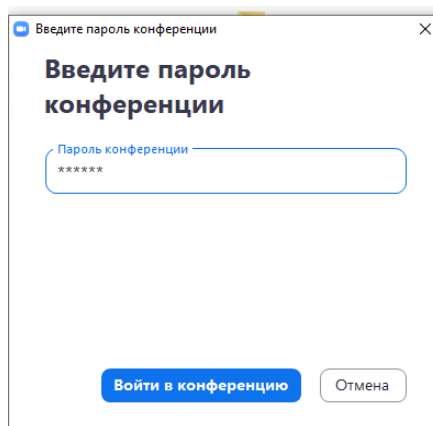 Введите пароль конференции
Введите пароль
конференции
Пароль конференции
******
Войти в конференцию
Отмена